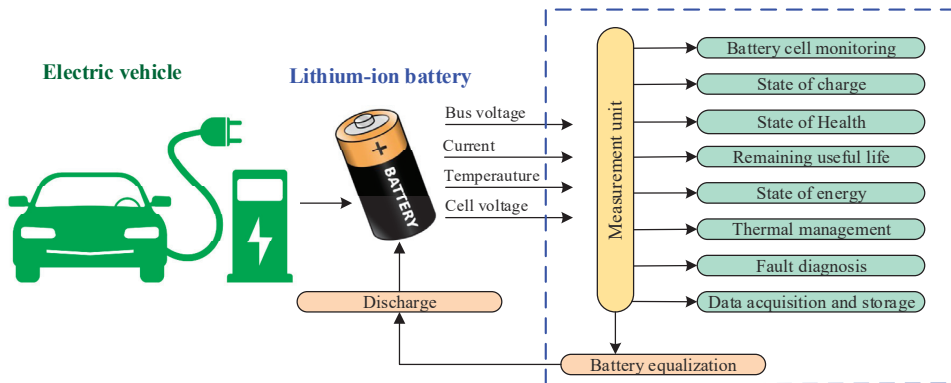 Electric vehicle
Lithium-ion battery
BATTERY
+
Bus voltage
Current
Temperauture
Cell voltage
Measurement unit
Battery cell monitoring
State of charge
State of Health
Remaining useful life
State of energy
Thermal management
Fault diagnosis
Data acquisition and storage
Discharge
Battery equalization